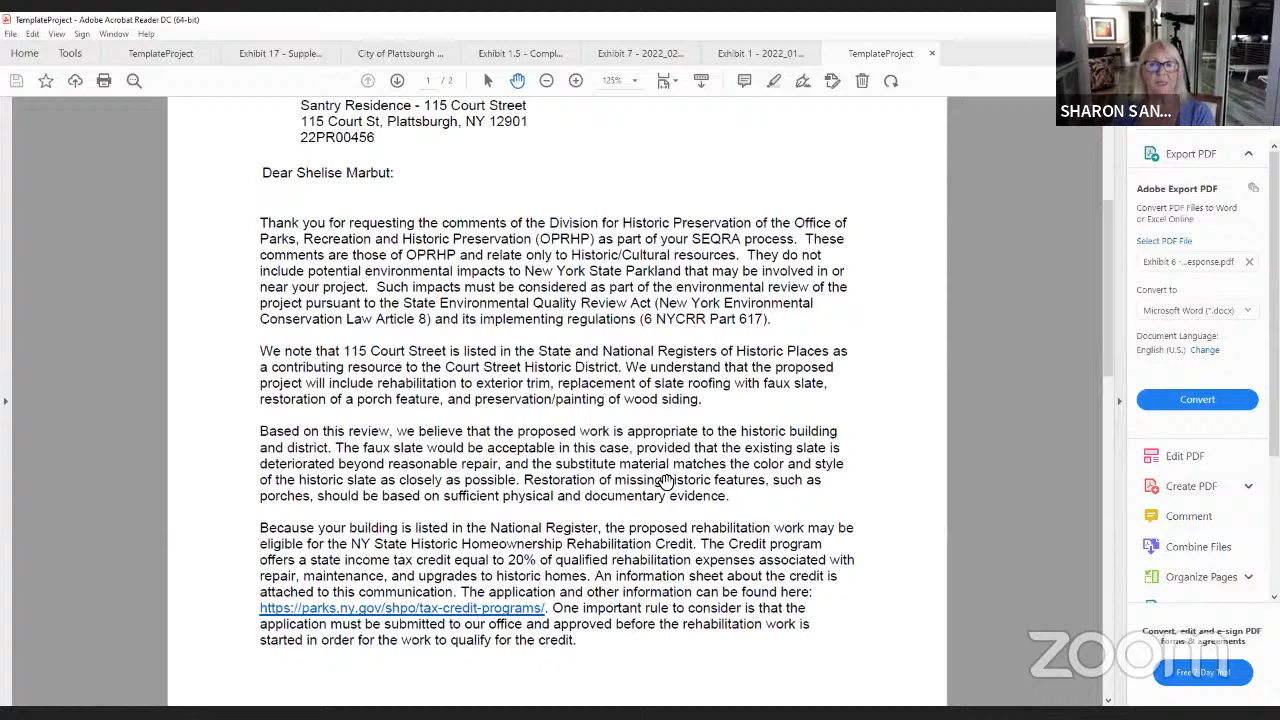 TemplateProject - Adobe Acrobat Reader DC (64-bit)
File Edit View Sign Window Help
Home Tools TemplateProject Exhibit 17 - Supple... City of Plattsburgh ... Exhibit 1.5 - Compl... Exhibit 7 - 2022_02... Exhibit 1 - 2022_01... TemplateProject ×
1 / 2 125%
SHARON SAN...
Santry Residence - 115 Court Street
115 Court St, Plattsburgh, NY 12901
22PR00456
Dear Shelise Marbut:
Thank you for requesting the comments of the Division for Historic Preservation of the Office of
Parks, Recreation and Historic Preservation (OPRHP) as part of your SEQRA process. These
comments are those of OPRHP and relate only to Historic/Cultural resources. They do not
include potential environmental impacts to New York State Parkland that may be involved in or
near your project. Such impacts must be considered as part of the environmental review of the
project pursuant to the State Environmental Quality Review Act (New York Environmental
Conservation Law Article 8) and its implementing regulations (6 NYCRR Part 617).
We note that 115 Court Street is listed in the State and National Registers of Historic Places as
a contributing resource to the Court Street Historic District. We understand that the proposed
project will include rehabilitation to exterior trim, replacement of slate roofing with faux slate,
restoration of a porch feature, and preservation/painting of wood siding.
Based on this review, we believe that the proposed work is appropriate to the historic building
and district. The faux slate would be acceptable in this case, provided that the existing slate is
deteriorated beyond reasonable repair, and the substitute material matches the color and style
of the historic slate as closely as possible. Restoration of missing historic features, such as
porches, should be based on sufficient physical and documentary evidence.
Because your building is listed in the National Register, the proposed rehabilitation work may be
eligible for the NY State Historic Homeownership Rehabilitation Credit. The Credit program
offers a state income tax credit equal to 20% of qualified rehabilitation expenses associated with
repair, maintenance, and upgrades to historic homes. An information sheet about the credit is
attached to this communication. The application and other information can be found here:
https://parks.ny.gov/shpo/tax-credit-programs/. One important rule to consider is that the
application must be submitted to our office and approved before the rehabilitation work is
started in order for the work to qualify for the credit.
Export PDF
Adobe Export PDF
Convert PDF Files to Word
or Excel Online
Select PDF File
Exhibit 6 -...esponse.pdf ×
Convert to
Microsoft Word (*.docx)
Document Language:
English (U.S.) Change
Convert
Edit PDF
Create PDF
Comment
Combine Files
Organize Pages
Convert, edit and e-sign PDF
forms & agreements
Free 7-Day Trial
zoom